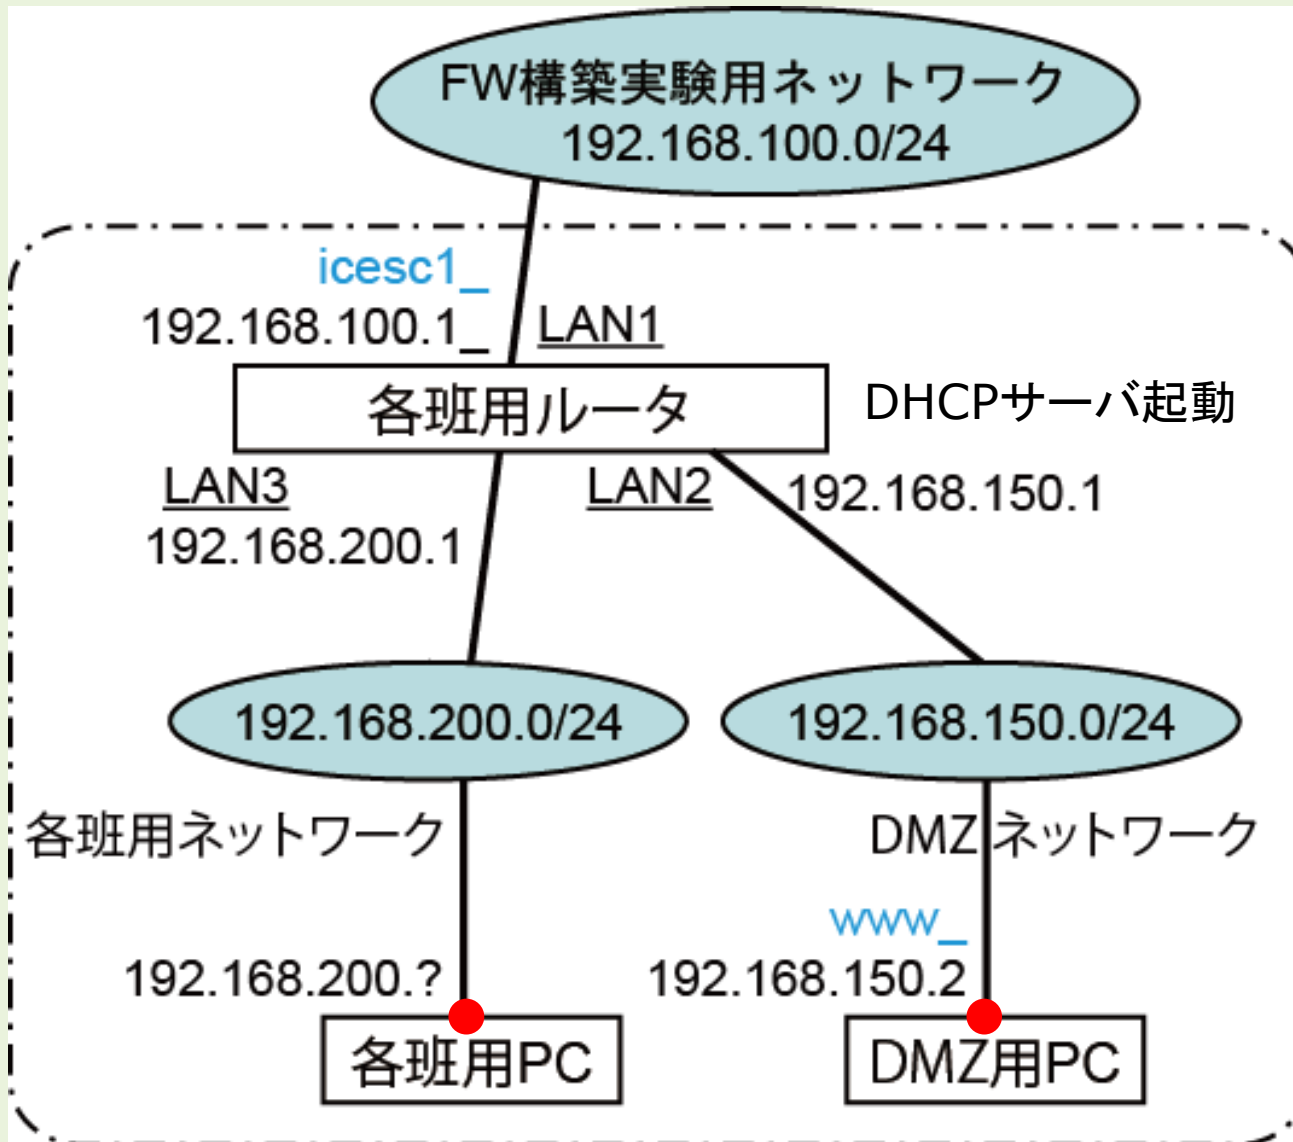 FW構築実験用ネットワーク
192.168.100.0/24
icesc1_
192.168.100.1_
LAN1
各班用ルータ
DHCPサーバ起動
LAN3
192.168.200.1
LAN2
192.168.150.1
192.168.200.0/24
192.168.150.0/24
各班用ネットワーク
DMZネットワーク
www_
192.168.200.?
192.168.150.2
各班用PC
DMZ用PC